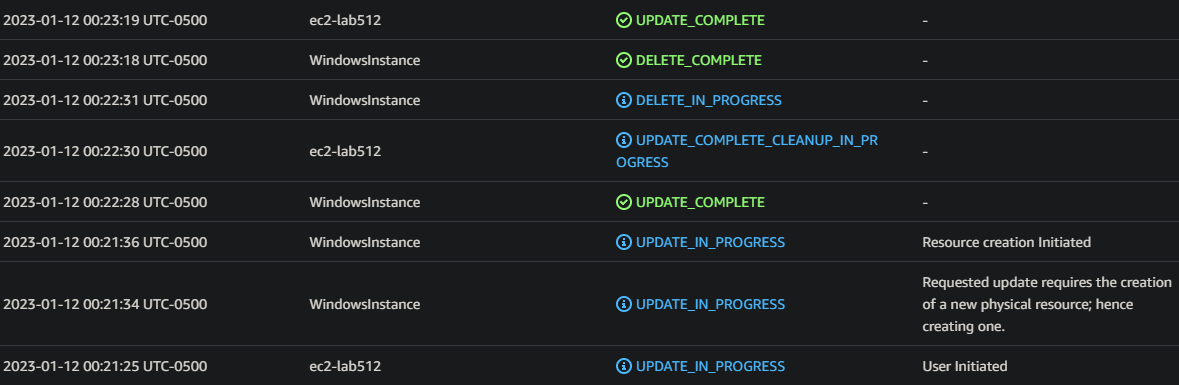 2023-01-12 00:23:19 UTC-0500 ec2-lab512 UPDATE_COMPLETE -
2023-01-12 00:23:18 UTC-0500 WindowsInstance DELETE_COMPLETE -
2023-01-12 00:22:31 UTC-0500 WindowsInstance DELETE_IN_PROGRESS -
2023-01-12 00:22:30 UTC-0500 ec2-lab512 UPDATE_COMPLETE_CLEANUP_IN_PR
OGRESS -
2023-01-12 00:22:28 UTC-0500 WindowsInstance UPDATE_COMPLETE -
2023-01-12 00:21:36 UTC-0500 WindowsInstance UPDATE_IN_PROGRESS Resource creation Initiated
2023-01-12 00:21:34 UTC-0500 WindowsInstance UPDATE_IN_PROGRESS Requested update requires the creation
of a new physical resource; hence
creating one.
2023-01-12 00:21:25 UTC-0500 ec2-lab512 UPDATE_IN_PROGRESS User Initiated